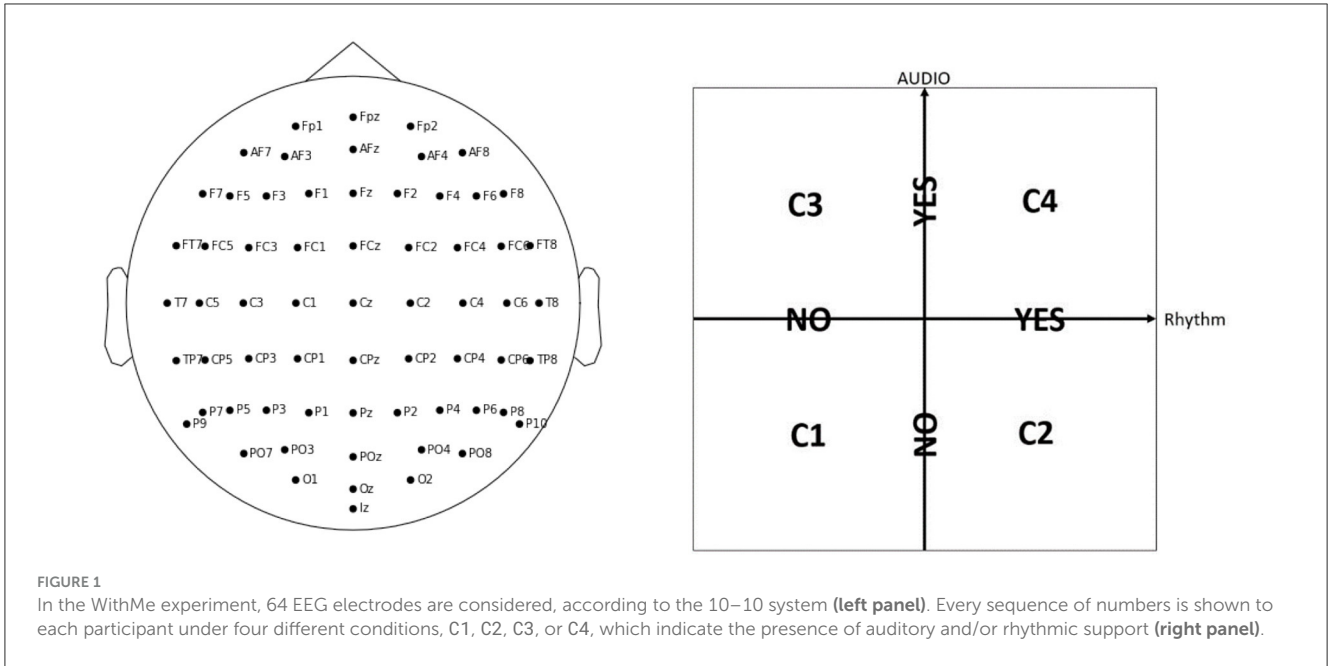 Fpz
Fp1 Fp2
AFz
AF7 AF3 AF4 AF8
F7 F5 F3 F1 Fz F2 F4 F6 F8
FT7 FC5 FC3 FC1 FCz FC2 FC4 FC6 FT8
T7 C5 C3 C1 Cz C2 C4 C6 T8
TP7 CP5 CP3 CP1 CPz CP2 CP4 CP6 TP8
P7 P5 P3 P1 Pz P2 P4 P6 P8
P9 P10
PO7 PO3 POz PO4 PO8
O1 Oz O2
Iz
AUDIO
C3 YES C4
NO YES Rhythm
C1 NO C2
FIGURE 1
In the WithMe experiment, 64 EEG electrodes are considered, according to the 10–10 system (left panel). Every sequence of numbers is shown to
each participant under four different conditions, C1, C2, C3, or C4, which indicate the presence of auditory and/or rhythmic support (right panel).